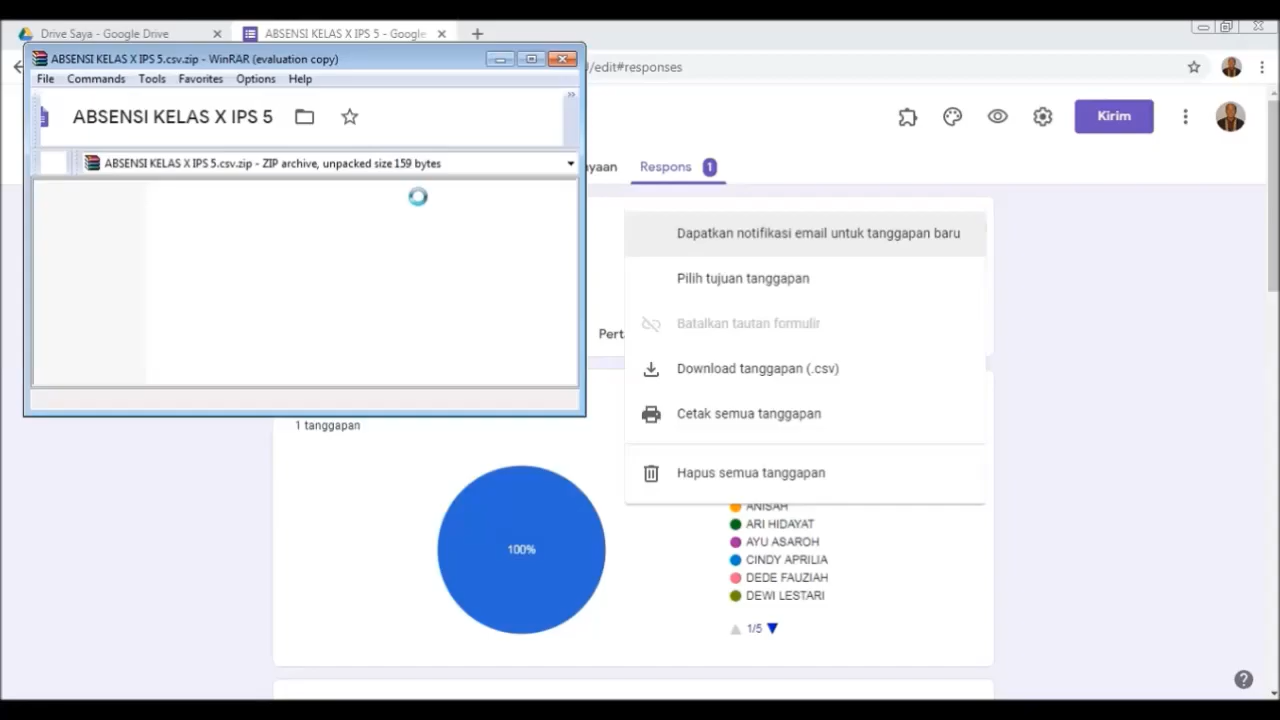 Drive Saya - Google Drive
ABSENSI KELAS X IPS 5 - Google
ABSENSI KELAS X IPS 5.csv.zip - WinRAR (evaluation copy)
/edit#responses
File Commands Tools Favorites Options Help
ABSENSI KELAS X IPS 5
Kirim
ABSENSI KELAS X IPS 5.csv.zip - ZIP archive, unpacked size 159 bytes
yaan
Respons 1
Dapatkan notifikasi email untuk tanggapan baru
Pilih tujuan tanggapan
Batalkan tautan formulir
Pert
Download tanggapan (.csv)
Cetak semua tanggapan
1 tanggapan
Hapus semua tanggapan
ANISAH
ARI HIDAYAT
AYU ASAROH
CINDY APRILIA
DEDE FAUZIAH
DEWI LESTARI
100%
1/5